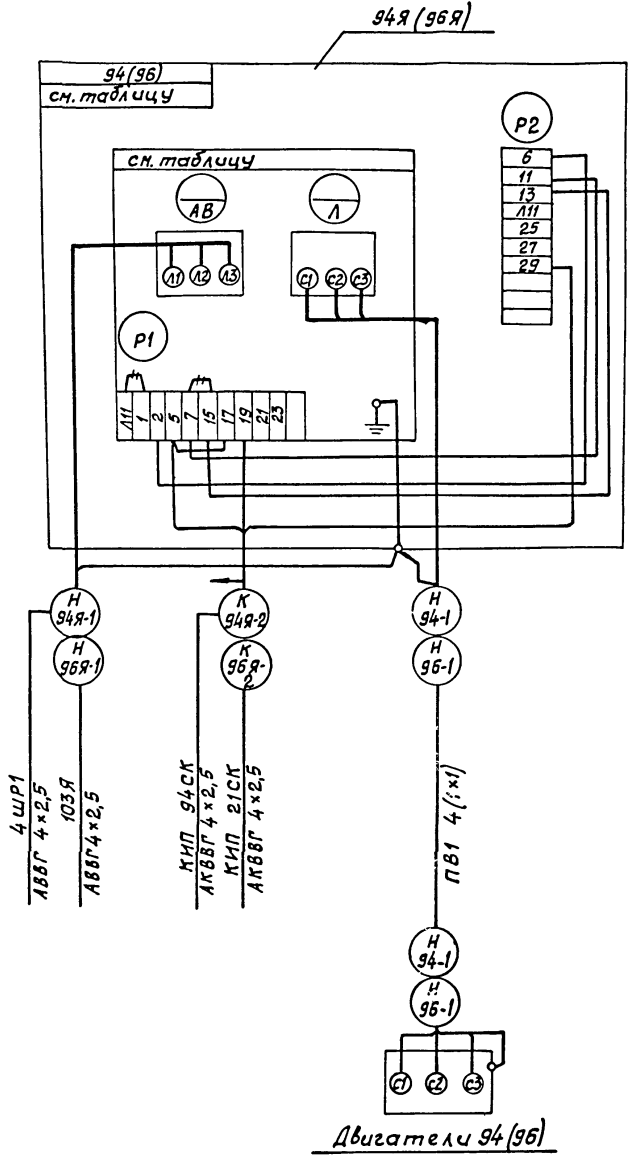 94Я (96Я)
94(96)
см. таблицу
Р2
6
11
13
Л11
25
27
29
см. таблицу
АВ
Л
Л1 Л2 Л3
С1 С2 С3
Р1
Л11 1 2 5 7 15 17 19 21 23
Н
94Я-1
Н
96Я-1
К
94Я-2
К
96Я-2
Н
94-1
Н
96-1
4ШР1
АВВГ 4×2,5
103Я
АВВГ 4×2,5
КИП 94СК
АКВВГ 4×2,5
КИП 21СК
АКВВГ 4×2,5
ПВ1 4(1×1)
Н
94-1
Н
96-1
С1 С2 С3
Двигатели 94(96)